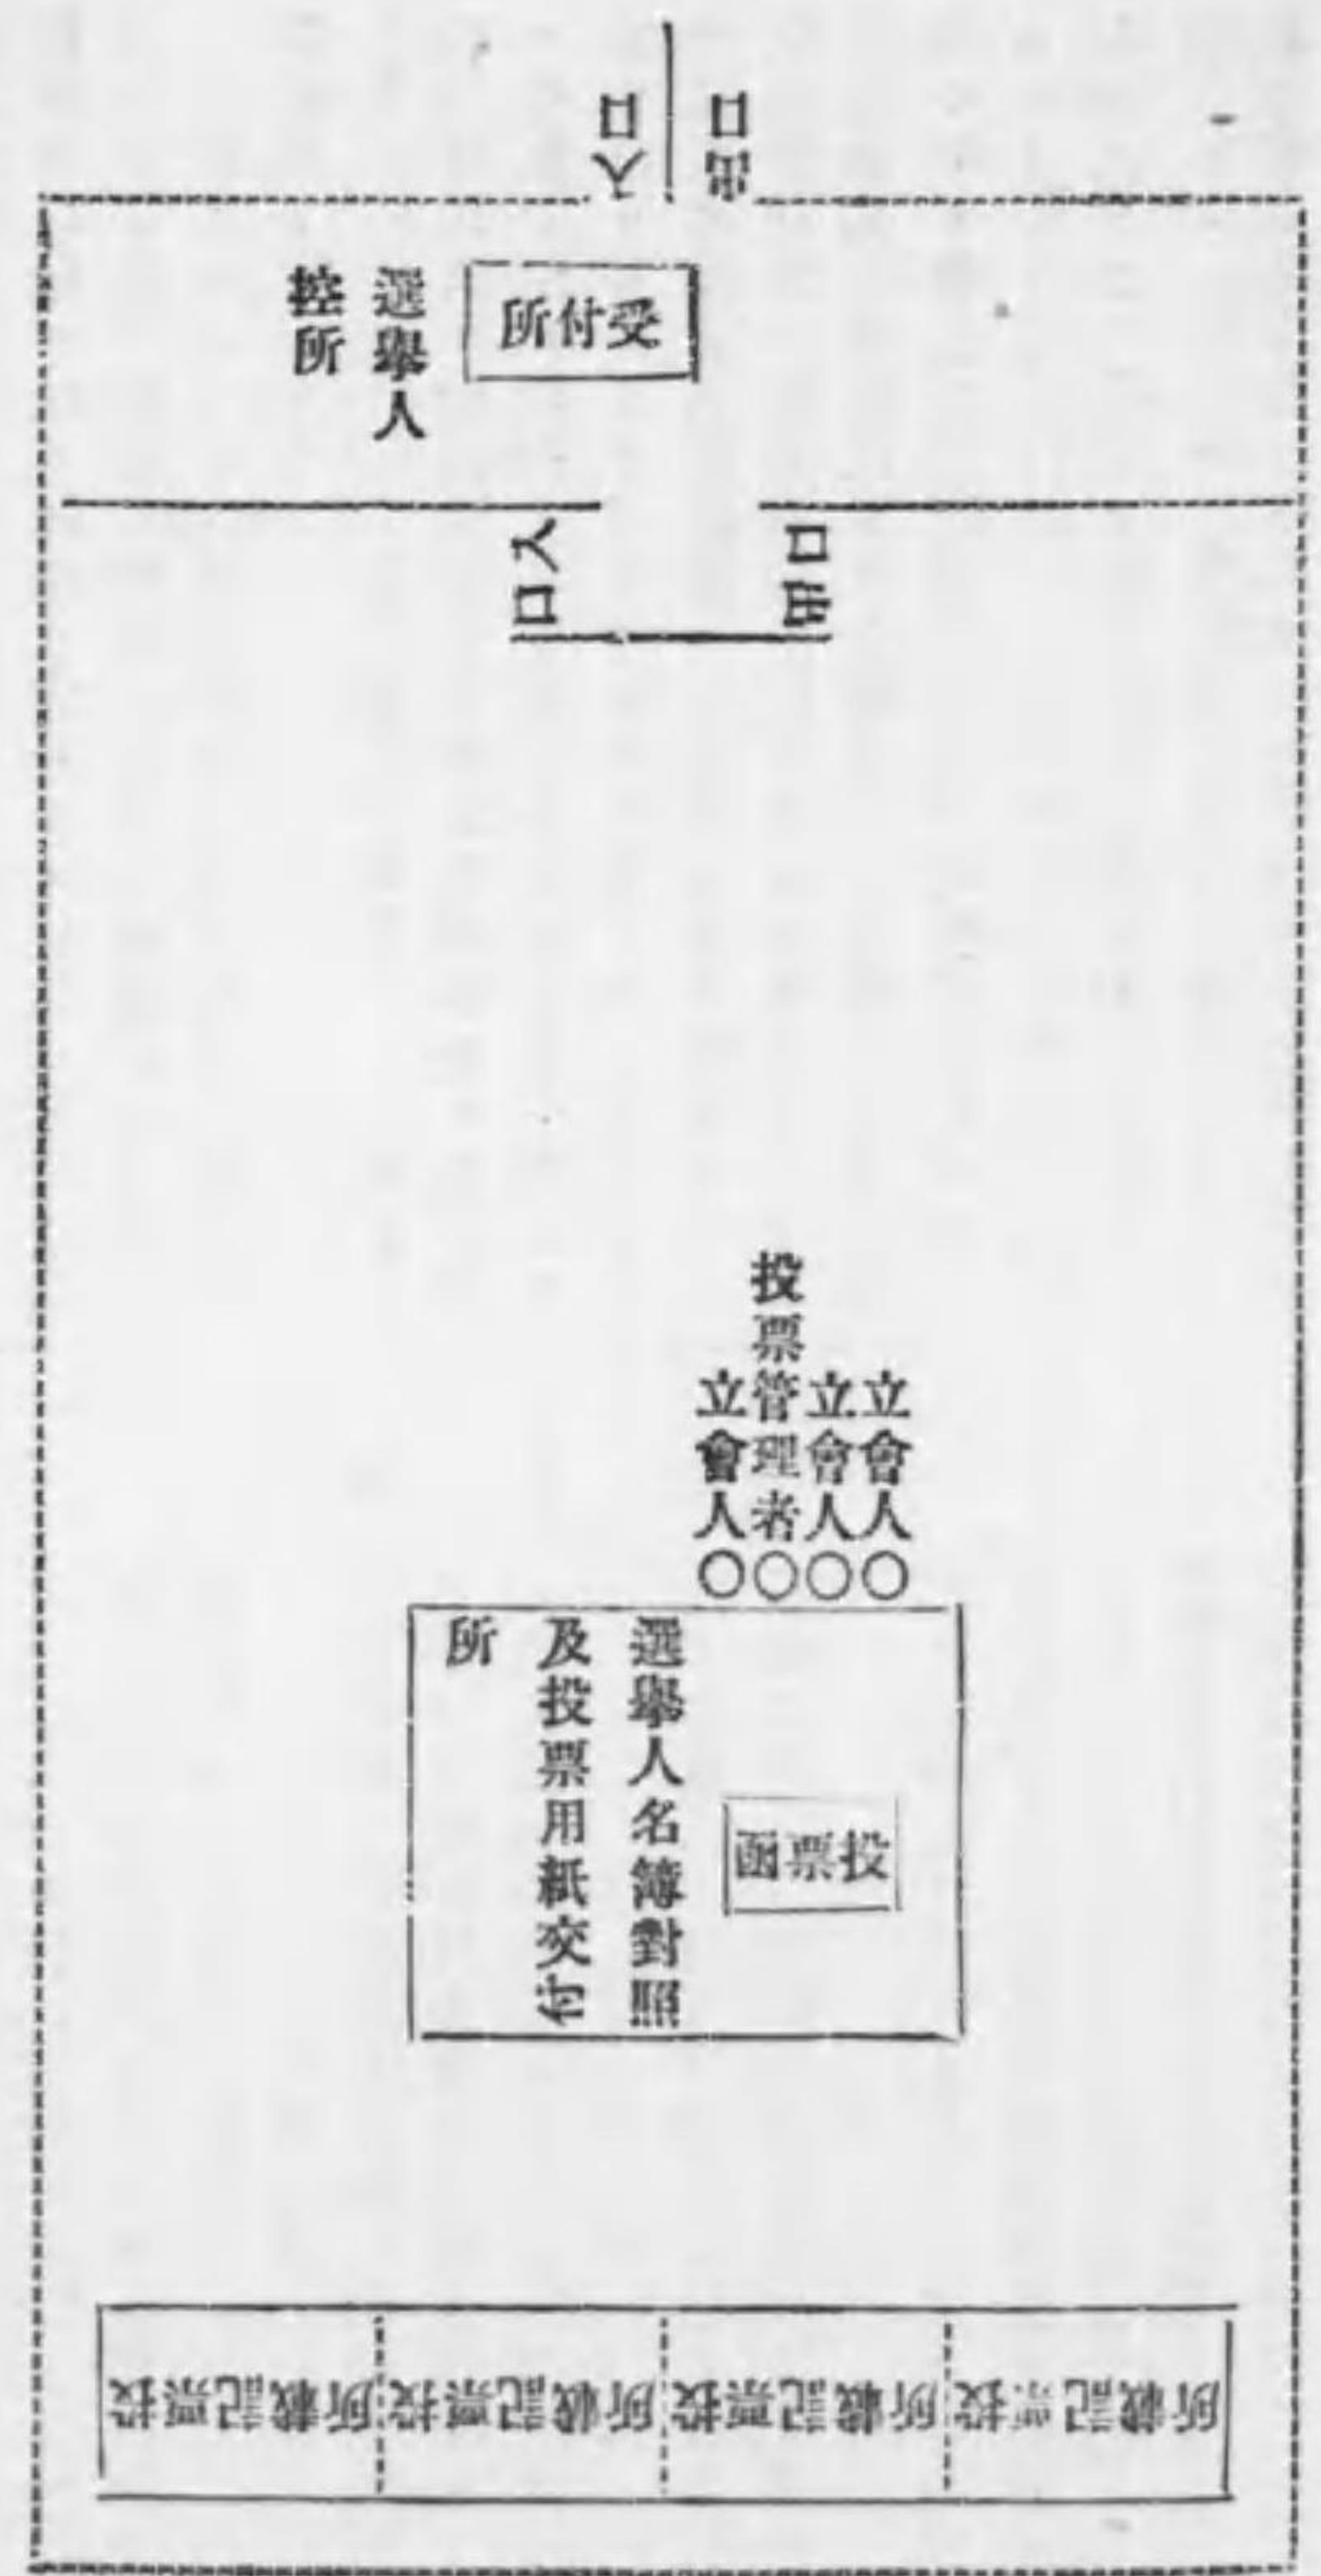 入口
出口
受付所
選擧人
控所
入口
出口
立會人○
立會人○
投票管理者○
立會人○
投票函
選擧人名簿對照
及投票用紙交付
所
投票記載所
投票記載所
投票記載所
投票記載所